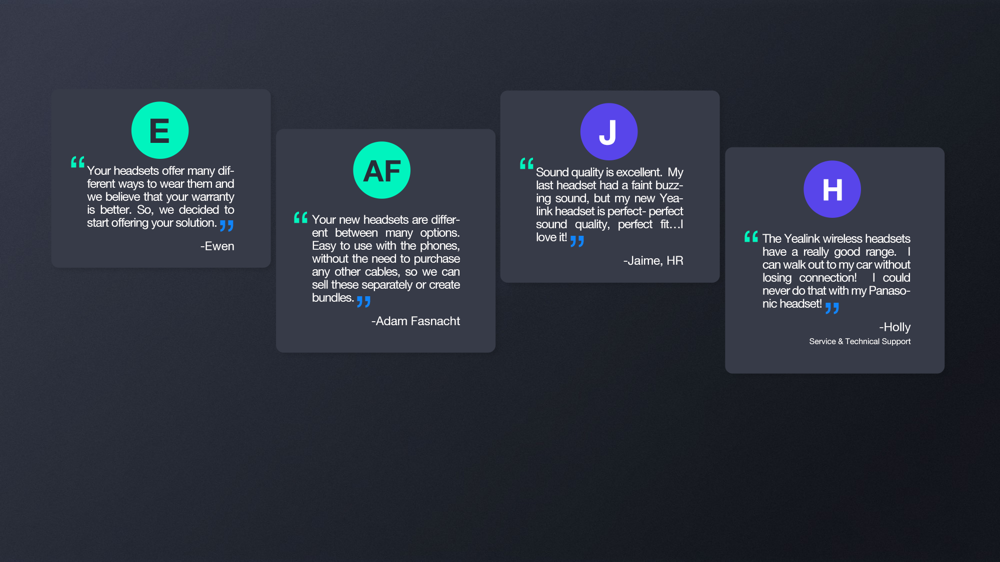 E
“Your headsets offer many dif-
ferent ways to wear them and
we believe that your warranty
is better. So, we decided to
start offering your solution.”
-Ewen
AF
“Your new headsets are differ-
ent between many options.
Easy to use with the phones,
without the need to purchase
any other cables, so we can
sell these separately or create
bundles.”
-Adam Fasnacht
J
“Sound quality is excellent.  My
last headset had a faint buzz-
ing sound, but my new Yea-
link headset is perfect- perfect
sound quality, perfect fit…I
love it!”
-Jaime, HR
H
“The Yealink wireless headsets
have a really good range.  I
can walk out to my car without
losing connection!  I could
never do that with my Panaso-
nic headset!”
-Holly
Service & Technical Support